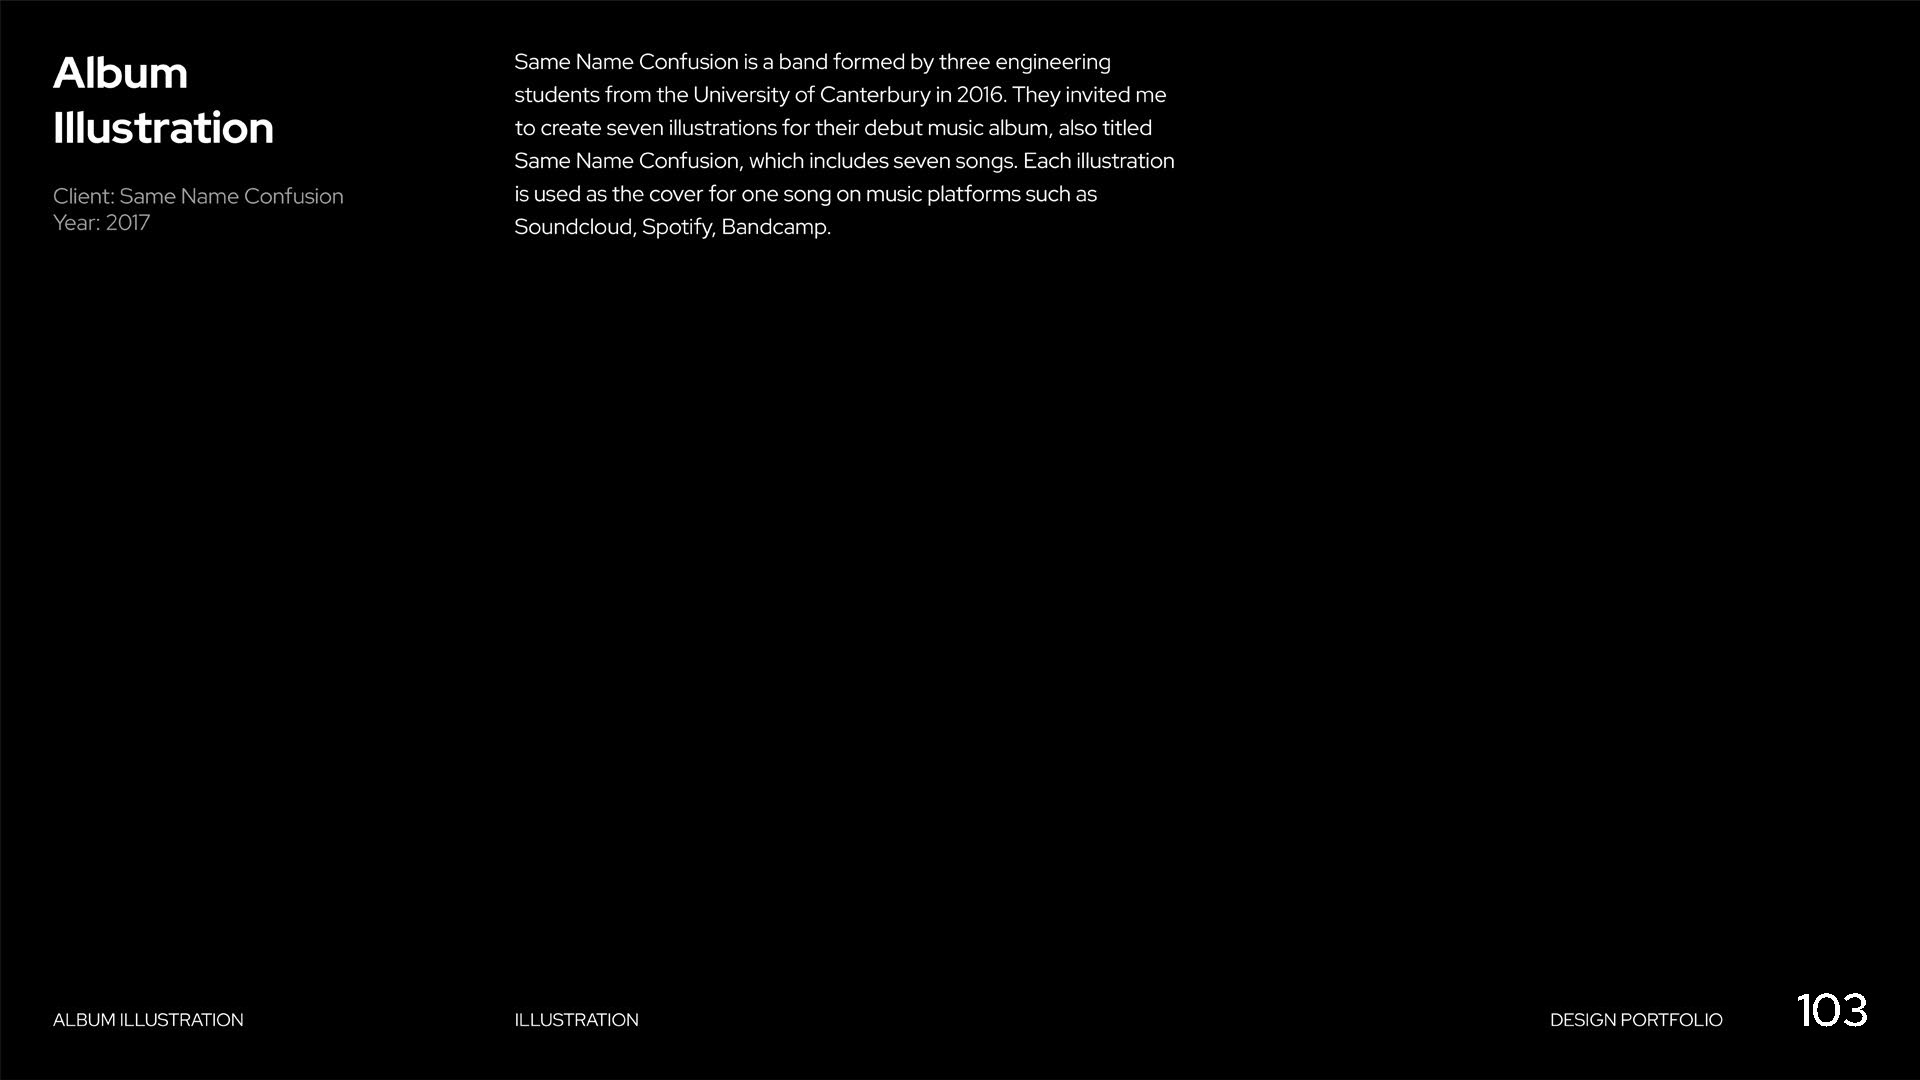 Album
Illustration
Client: Same Name Confusion
Year: 2017
Same Name Confusion is a band formed by three engineering
students from the University of Canterbury in 2016. They invited me
to create seven illustrations for their debut music album, also titled
Same Name Confusion, which includes seven songs. Each illustration
is used as the cover for one song on music platforms such as
Soundcloud, Spotify, Bandcamp.
ALBUM ILLUSTRATION
ILLUSTRATION
DESIGN PORTFOLIO
103